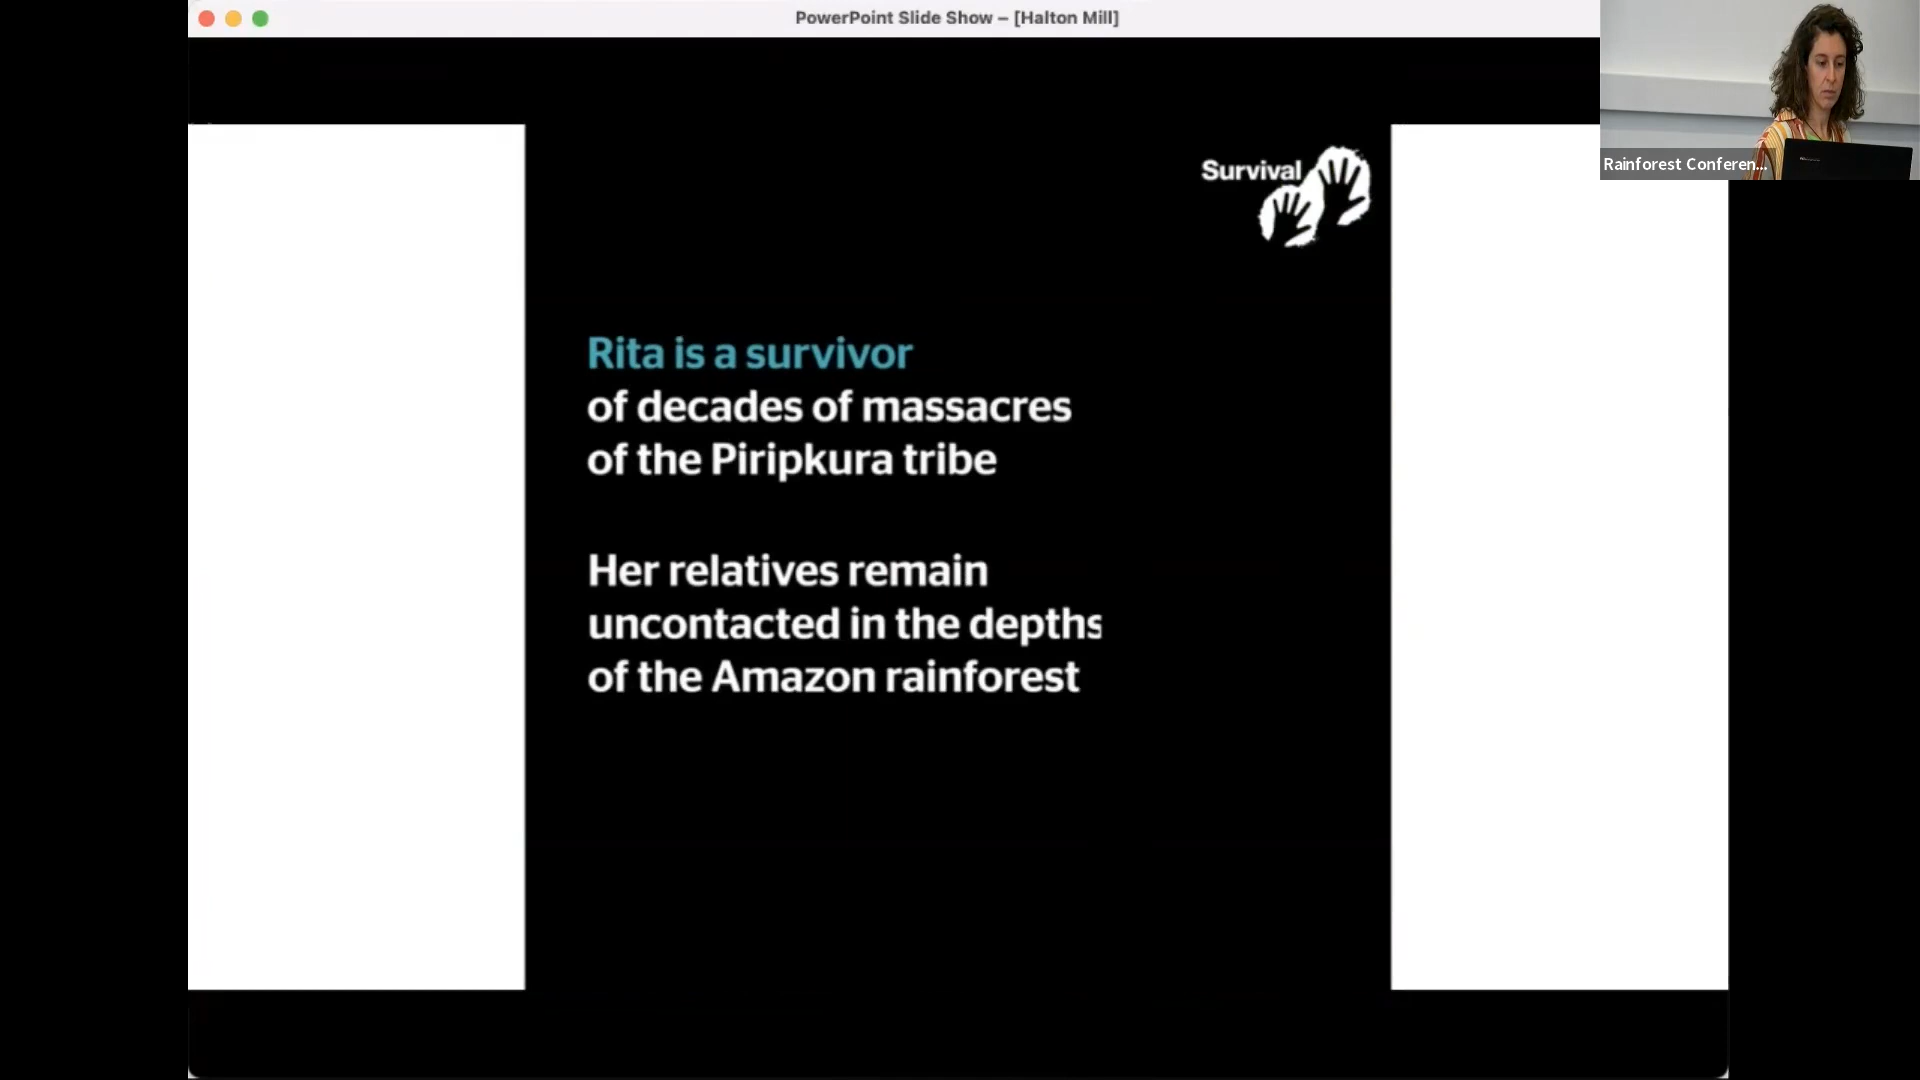 PowerPoint Slide Show – [Halton Mill]
Survival
Rita is a survivor
of decades of massacres
of the Piripkura tribe
Her relatives remain
uncontacted in the depths
of the Amazon rainforest
Rainforest Conferen...